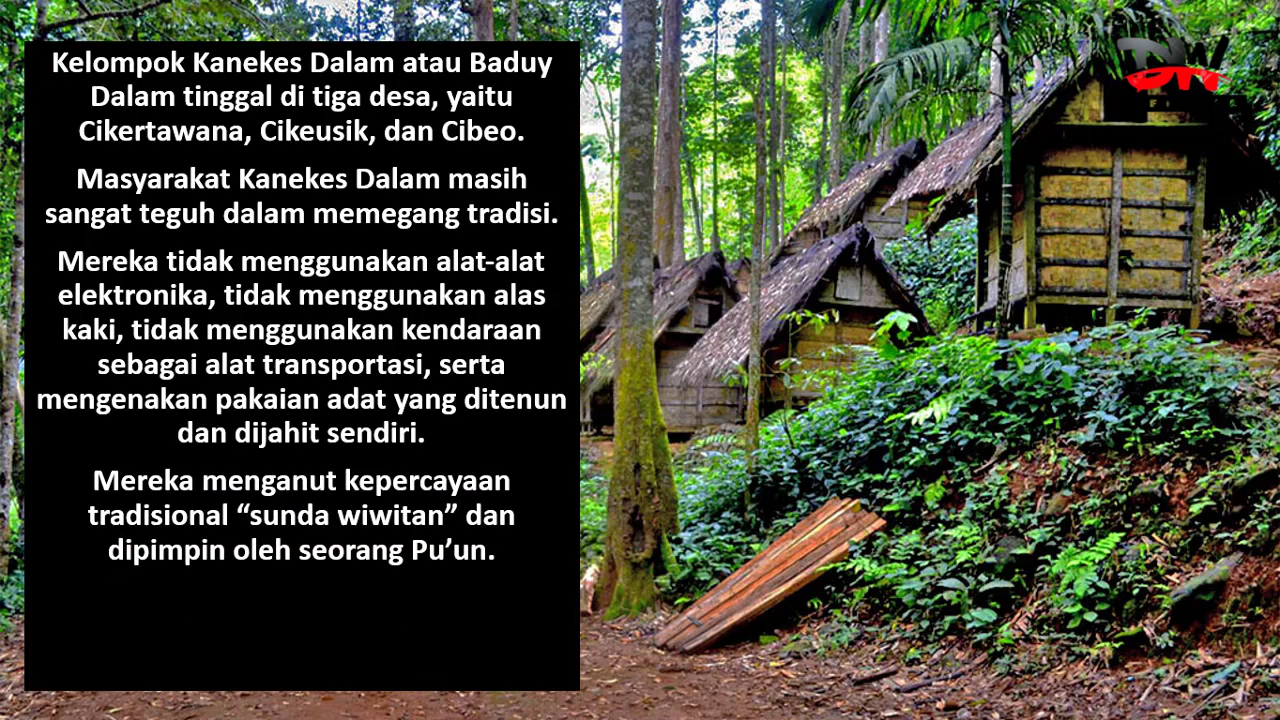 Kelompok Kanekes Dalam atau Baduy
Dalam tinggal di tiga desa, yaitu
Cikertawana, Cikeusik, dan Cibeo.
Masyarakat Kanekes Dalam masih
sangat teguh dalam memegang tradisi.
Mereka tidak menggunakan alat-alat
elektronika, tidak menggunakan alas
kaki, tidak menggunakan kendaraan
sebagai alat transportasi, serta
mengenakan pakaian adat yang ditenun
dan dijahit sendiri.
Mereka menganut kepercayaan
tradisional “sunda wiwitan” dan
dipimpin oleh seorang Pu’un.